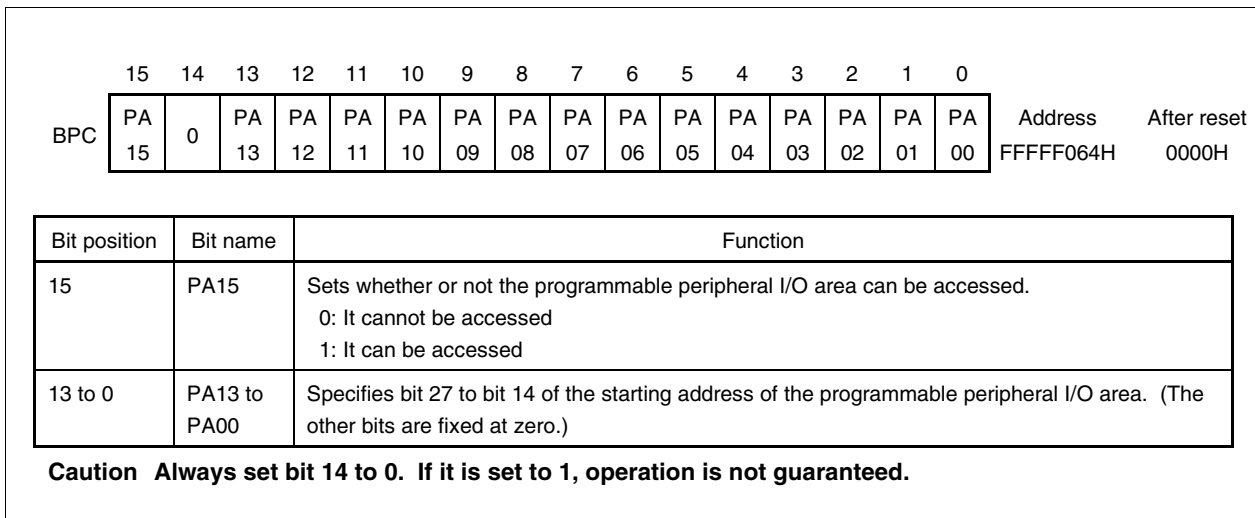 15 14 13 12 11 10 9 8 7 6 5 4 3 2 1 0
BPC PA 15 0 PA 13 PA 12 PA 11 PA 10 PA 09 PA 08 PA 07 PA 06 PA 05 PA 04 PA 03 PA 02 PA 01 PA 00 Address FFFFF064H After reset 0000H
Bit position Bit name Function
15 PA15 Sets whether or not the programmable peripheral I/O area can be accessed.
0: It cannot be accessed
1: It can be accessed
13 to 0 PA13 to PA00 Specifies bit 27 to bit 14 of the starting address of the programmable peripheral I/O area. (The
other bits are fixed at zero.)
Caution Always set bit 14 to 0. If it is set to 1, operation is not guaranteed.